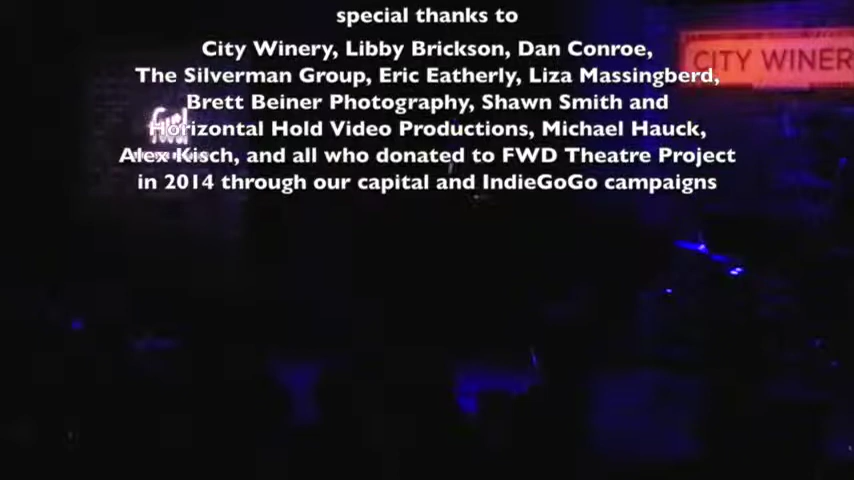 special thanks to
City Winery, Libby Brickson, Dan Conroe,
The Silverman Group, Eric Eatherly, Liza Massingberd,
Brett Beiner Photography, Shawn Smith and
Horizontal Hold Video Productions, Michael Hauck,
Alex Kisch, and all who donated to FWD Theatre Project
in 2014 through our capital and IndieGoGo campaigns
CITY WINER
fwd